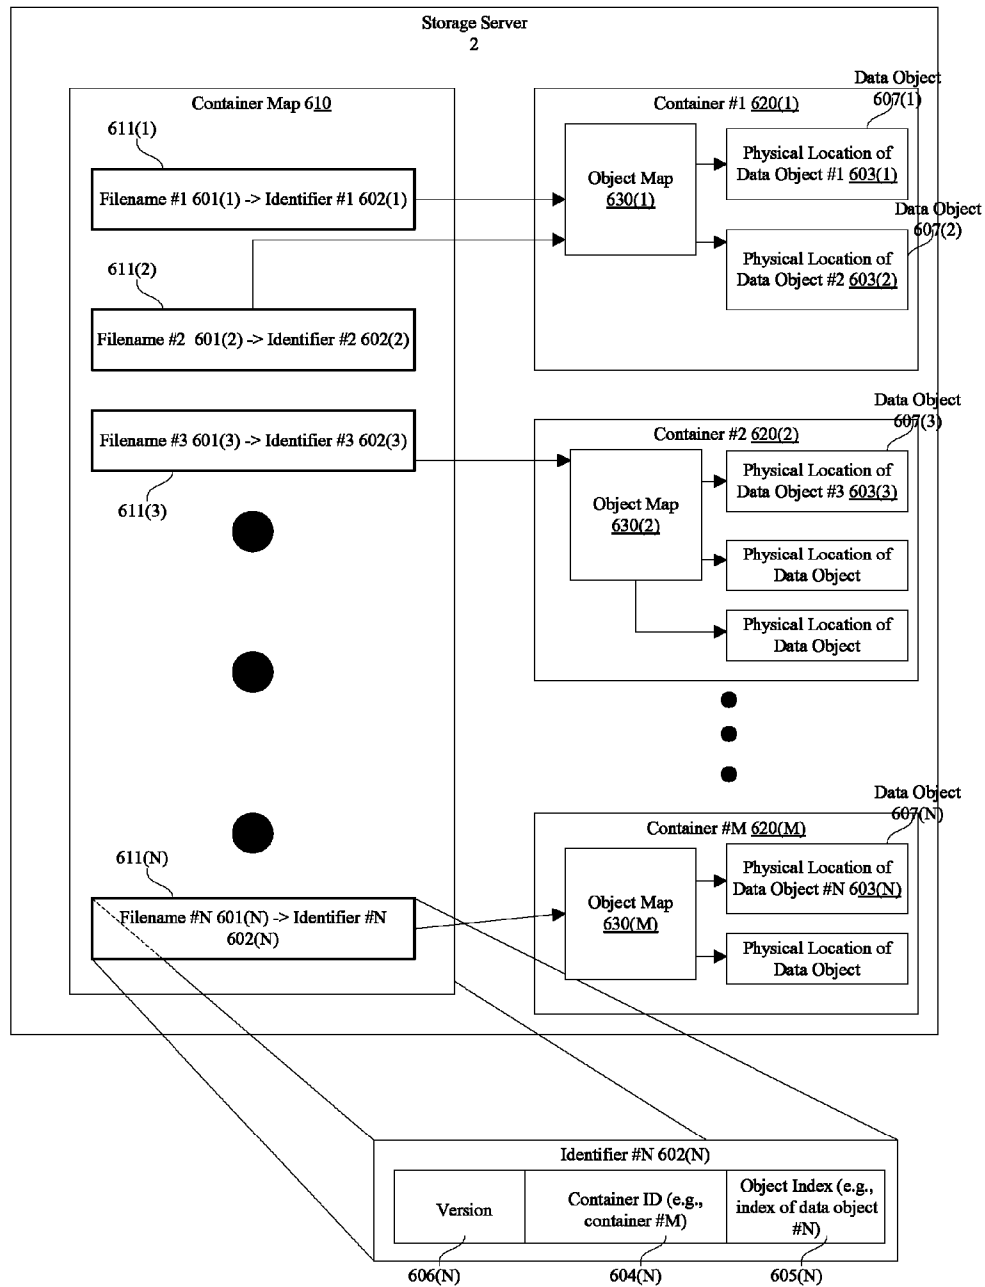 Storage Server
2
Container Map 610
611(1)
Filename #1 601(1) -> Identifier #1 602(1)
611(2)
Filename #2 601(2) -> Identifier #2 602(2)
Filename #3 601(3) -> Identifier #3 602(3)
611(3)
611(N)
Filename #N 601(N) -> Identifier #N
602(N)
Data Object
607(1)
Container #1 620(1)
Object Map
630(1)
Physical Location of
Data Object #1 603(1)
Data Object
607(2)
Physical Location of
Data Object #2 603(2)
Data Object
607(3)
Container #2 620(2)
Object Map
630(2)
Physical Location of
Data Object #3 603(3)
Physical Location of
Data Object
Physical Location of
Data Object
Data Object
607(N)
Container #M 620(M)
Object Map
630(M)
Physical Location of
Data Object #N 603(N)
Physical Location of
Data Object
Identifier #N 602(N)
Version
Container ID (e.g.,
container #M)
Object Index (e.g.,
index of data object
#N)
606(N)
604(N)
605(N)